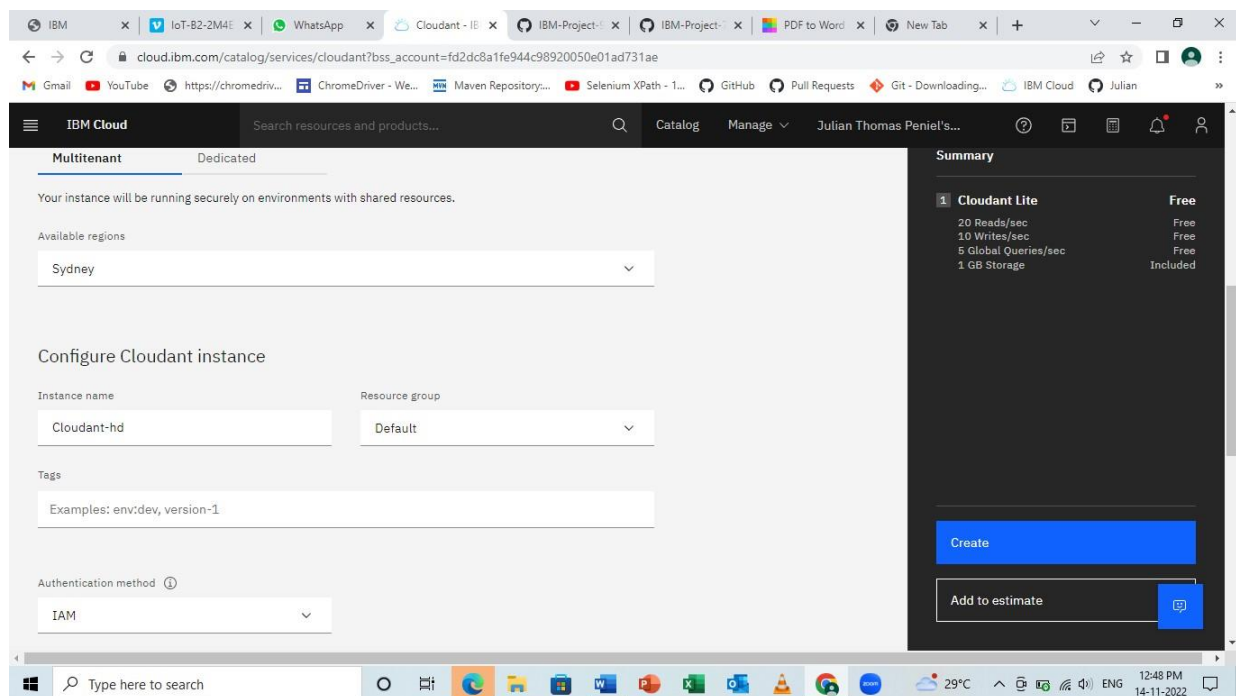 IBM
IoT-B2-2M4E
WhatsApp
Cloudant - IB
IBM-Project-
IBM-Project-
PDF to Word
New Tab
cloud.ibm.com/catalog/services/cloudant?bss_account=fd2dc8a1fe944c98920050e01ad731ae
Gmail YouTube https://chromedriv... ChromeDriver - We... Maven Repository:... Selenium XPath - 1... GitHub Pull Requests Git - Downloading... IBM Cloud Julian »
IBM Cloud Search resources and products... Catalog Manage Julian Thomas Peniel's...
Multitenant Dedicated
Your instance will be running securely on environments with shared resources.
Available regions
Sydney
Configure Cloudant instance
Instance name Resource group
Cloudant-hd Default
Tags
Examples: env:dev, version-1
Authentication method
IAM
Summary
1 Cloudant Lite Free
20 Reads/sec Free
10 Writes/sec Free
5 Global Queries/sec Free
1 GB Storage Included
Create
Add to estimate
Type here to search
29°C ENG 12:48 PM
14-11-2022